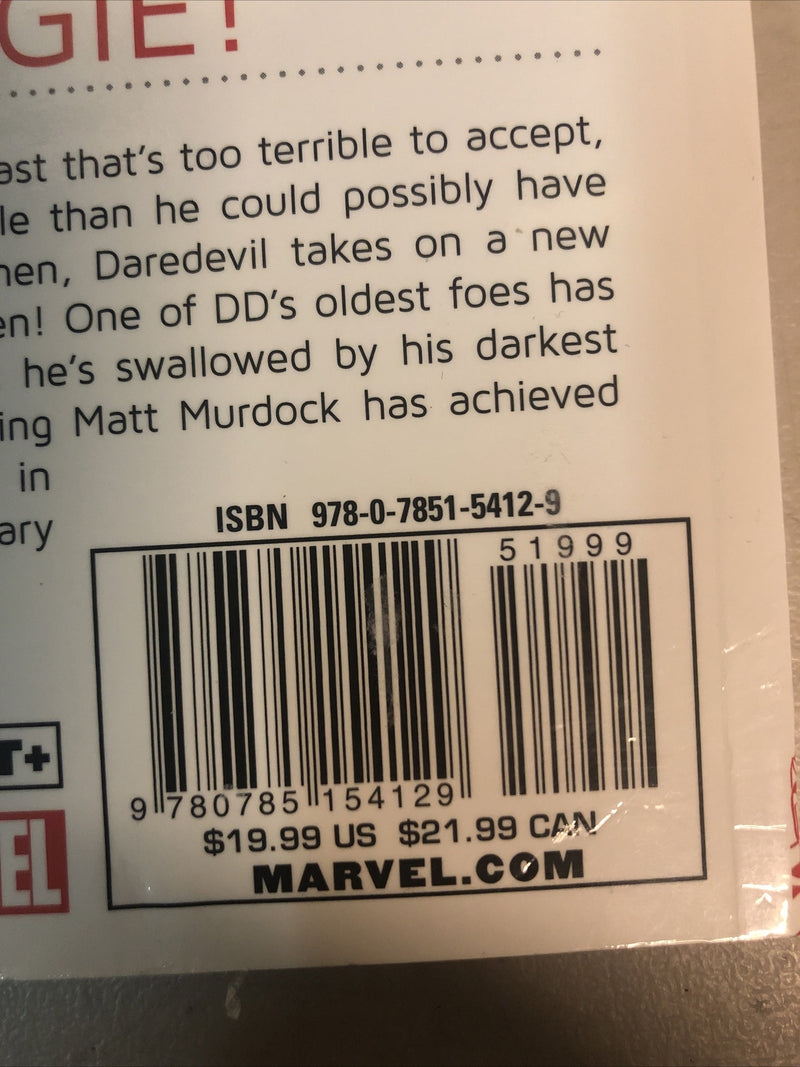 GIE!
ast that's too terrible to accept,
le than he could possibly have
hen, Daredevil takes on a new
en! One of DD's oldest foes has
he's swallowed by his darkest
ing Matt Murdock has achieved
in
ary
ISBN 978-0-7851-5412-9
51999
9 780785 154129
$19.99 US $21.99 CAN
MARVEL.COM
T+
EL